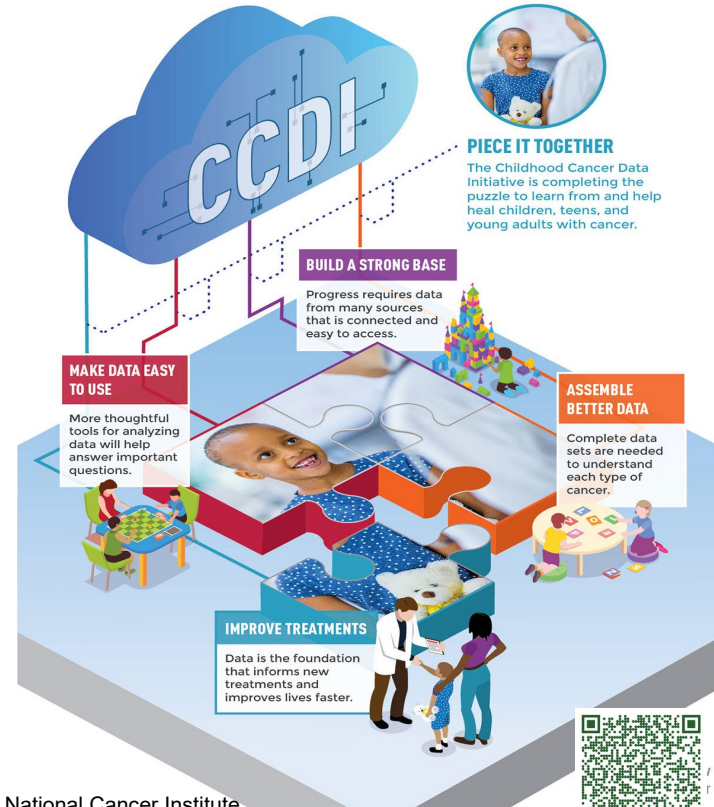 CCDI
PIECE IT TOGETHER
The Childhood Cancer Data
Initiative is completing the
puzzle to learn from and help
heal children, teens, and
young adults with cancer.
BUILD A STRONG BASE
Progress requires data
from many sources
that is connected and
easy to access.
MAKE DATA EASY
TO USE
More thoughtful
tools for analyzing
data will help
answer important
questions.
ASSEMBLE
BETTER DATA
Complete data
sets are needed
to understand
each type of
cancer.
IMPROVE TREATMENTS
Data is the foundation
that informs new
treatments and
improves lives faster.
National Cancer Institute